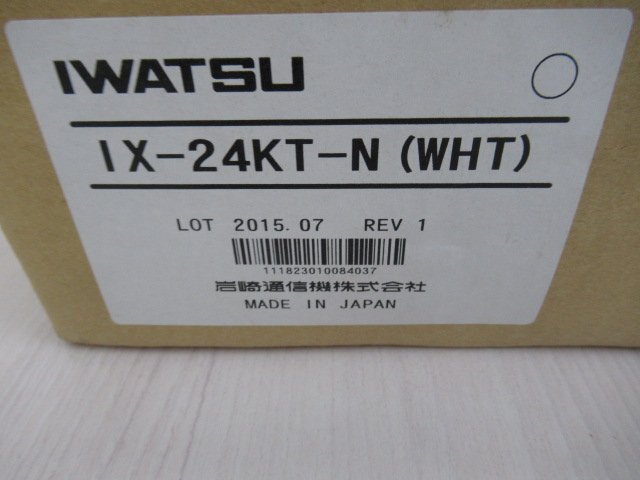 IWATSU
IX-24KT-N (WHT)
LOT 2015.07 REV 1
111823010084037
岩崎通信機株式会社
MADE IN JAPAN